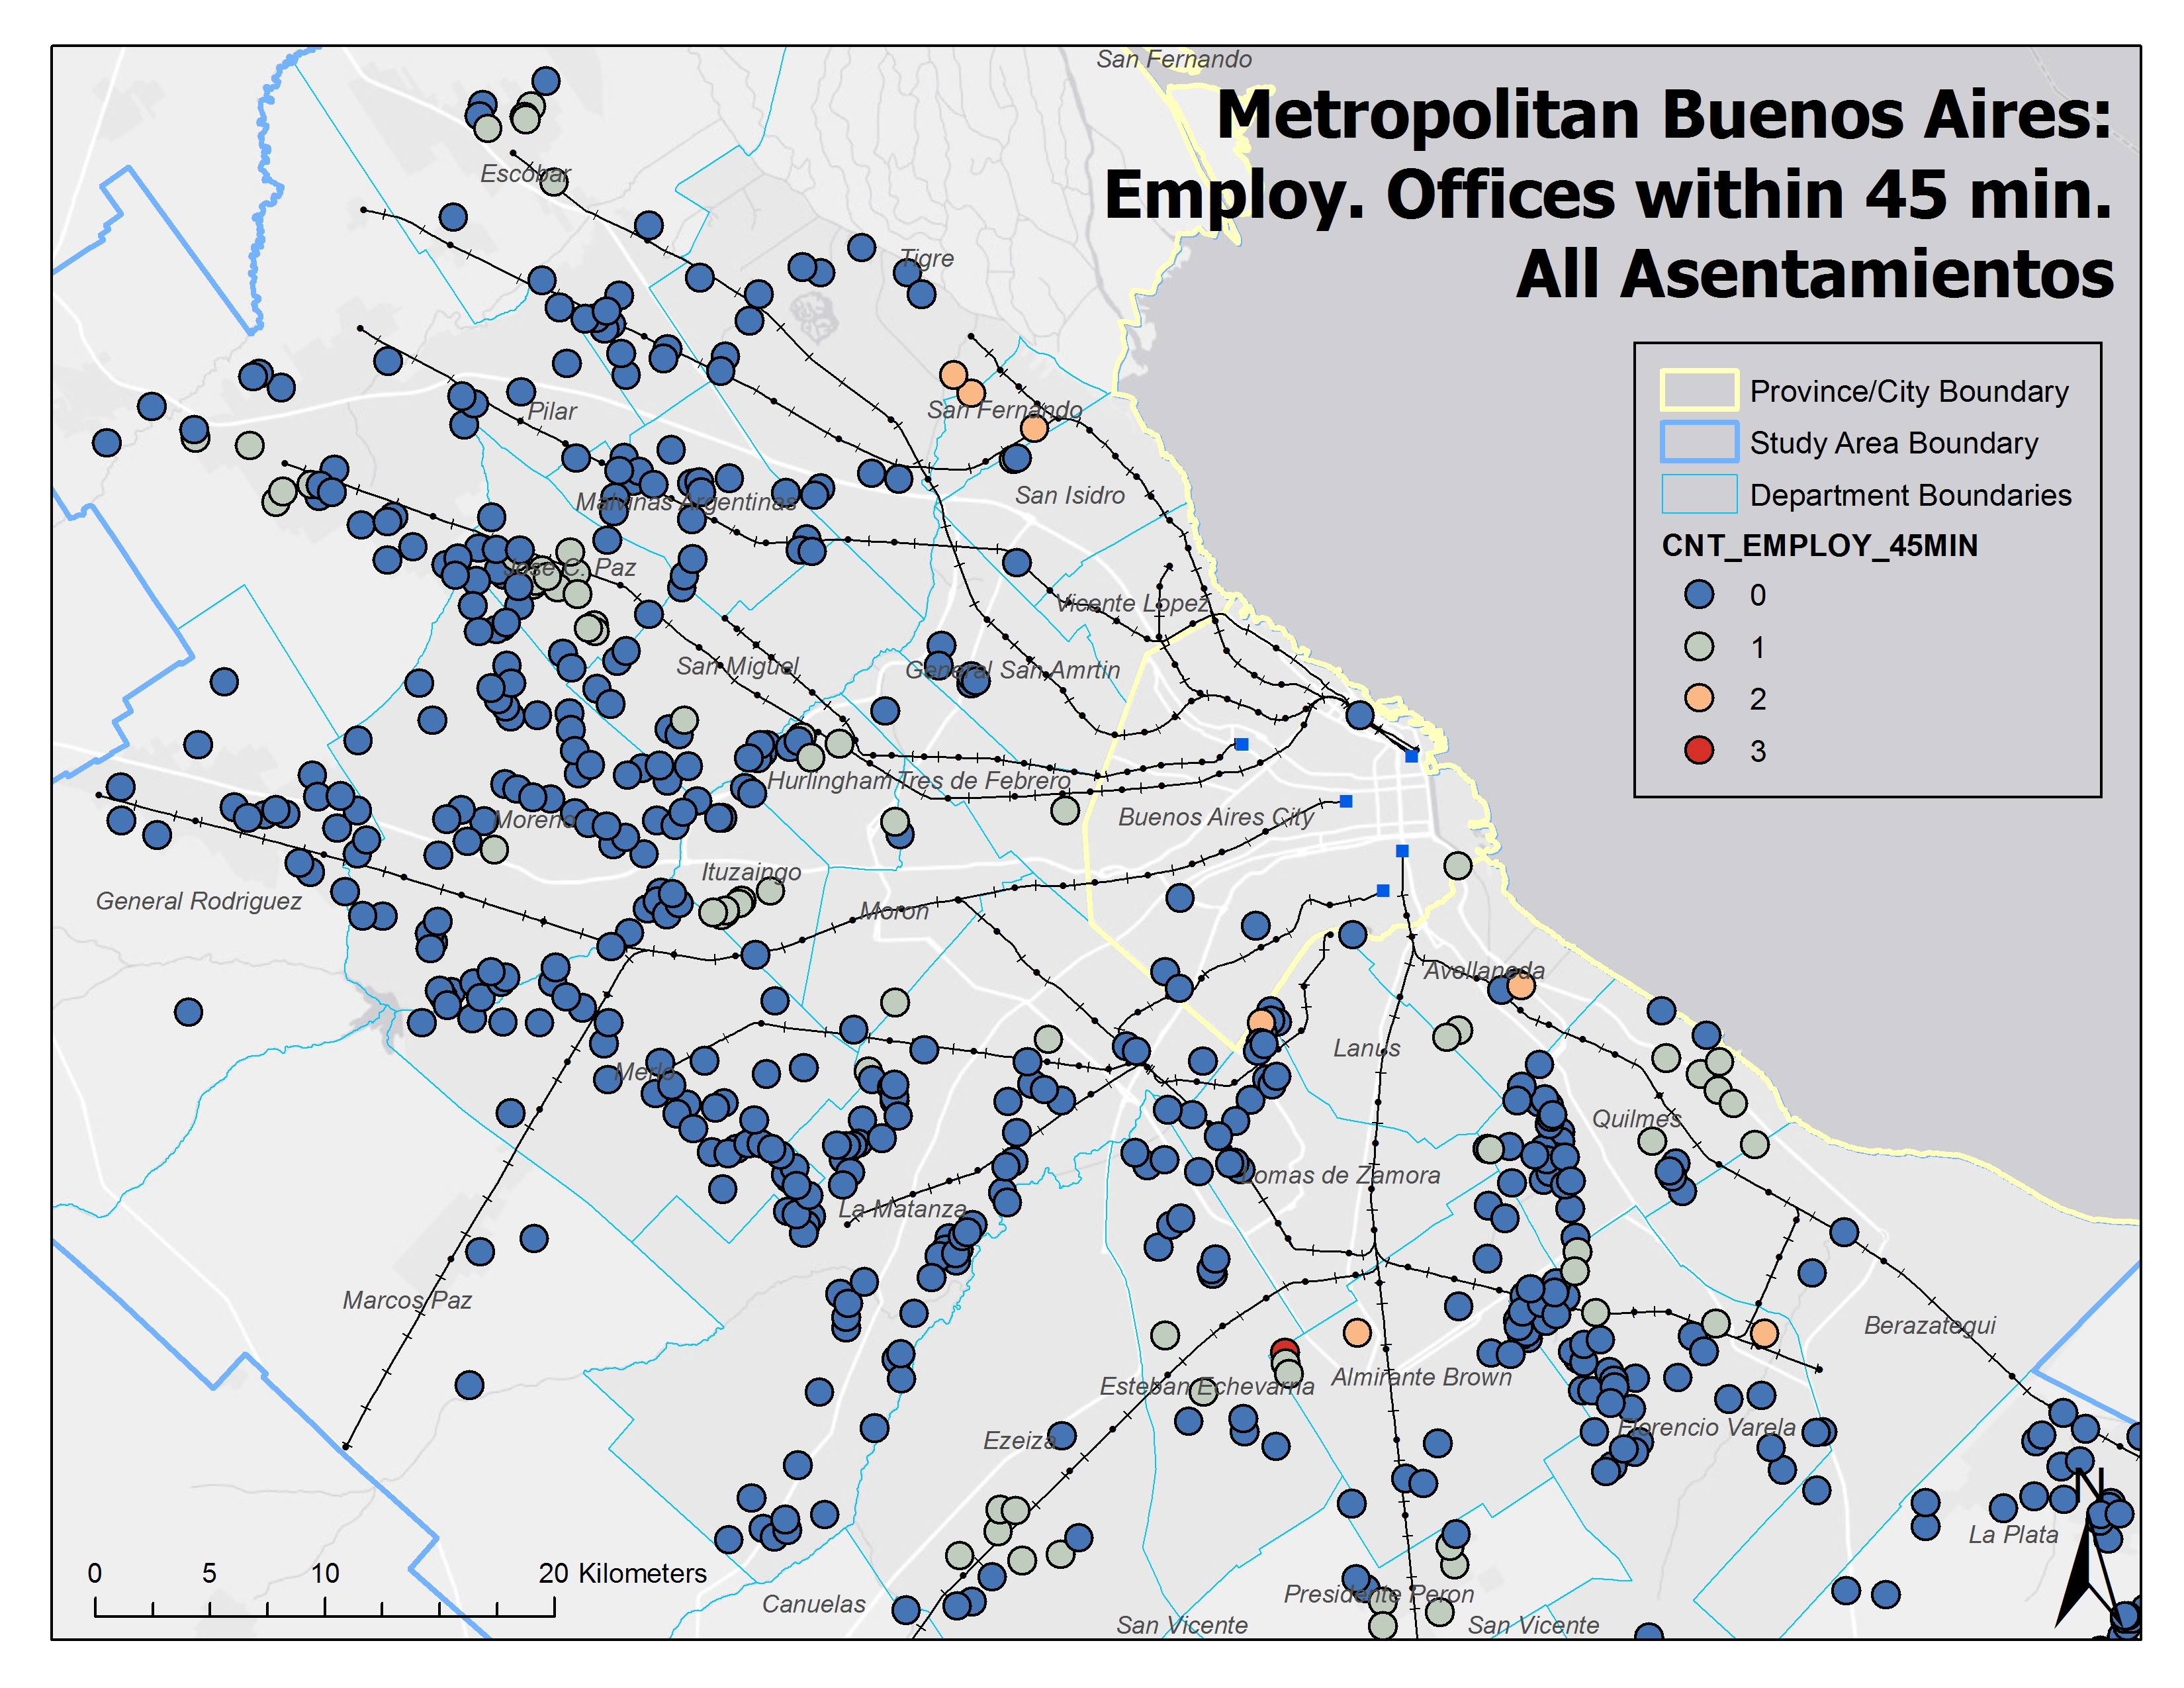 San Fernando
Metropolitan Buenos Aires:
Employ. Offices within 45 min.
All Asentamientos
Province/City Boundary
Study Area Boundary
Department Boundaries
CNT_EMPLOY_45MIN
0
1
2
3
Escobar
Tigre
San Fernando
Pilar
San Isidro
Malvinas Argentinas
Jose C. Paz
Vicente Lopez
San Miguel
General San Amrtin
Hurlingham
Tres de Febrero
Buenos Aires City
Moreno
Ituzaingo
General Rodriguez
Moron
Avollaneda
Lanus
Merlo
Quilmes
Lomas de Zamora
La Matanza
Marcos Paz
Berazategui
Almirante Brown
Esteban Echevarria
Florencio Varela
Ezeiza
N
La Plata
0 5 10 20 Kilometers
Presidente Peron
Canuelas
San Vicente
San Vicente